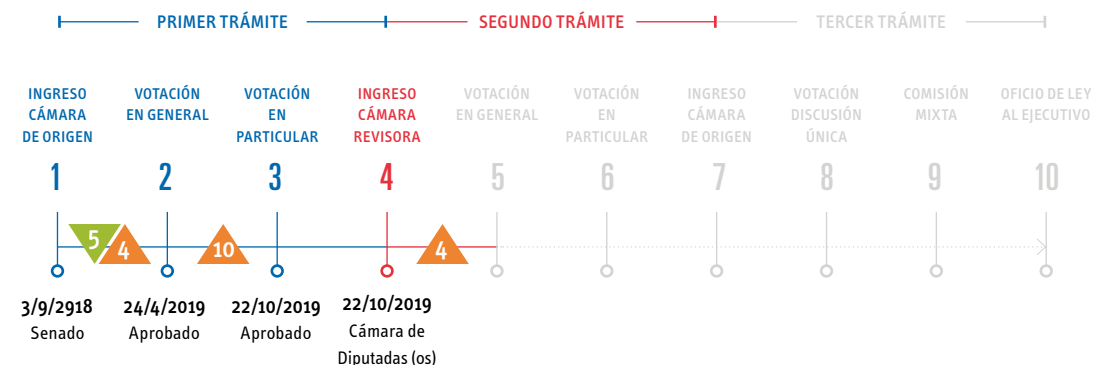 PRIMER TRÁMITE
SEGUNDO TRÁMITE
TERCER TRÁMITE
INGRESO
CÁMARA
DE ORIGEN
VOTACIÓN
EN GENERAL
VOTACIÓN
EN
PARTICULAR
INGRESO
CÁMARA
REVISORA
VOTACIÓN
EN GENERAL
VOTACIÓN
EN
PARTICULAR
INGRESO
CÁMARA
DE ORIGEN
VOTACIÓN
DISCUSIÓN
ÚNICA
COMISIÓN
MIXTA
OFICIO DE LEY
AL EJECUTIVO
1
2
3
4
5
6
7
8
9
10
5
4
10
4
3/9/2918
Senado
24/4/2019
Aprobado
22/10/2019
Aprobado
22/10/2019
Cámara de
Diputadas (os)